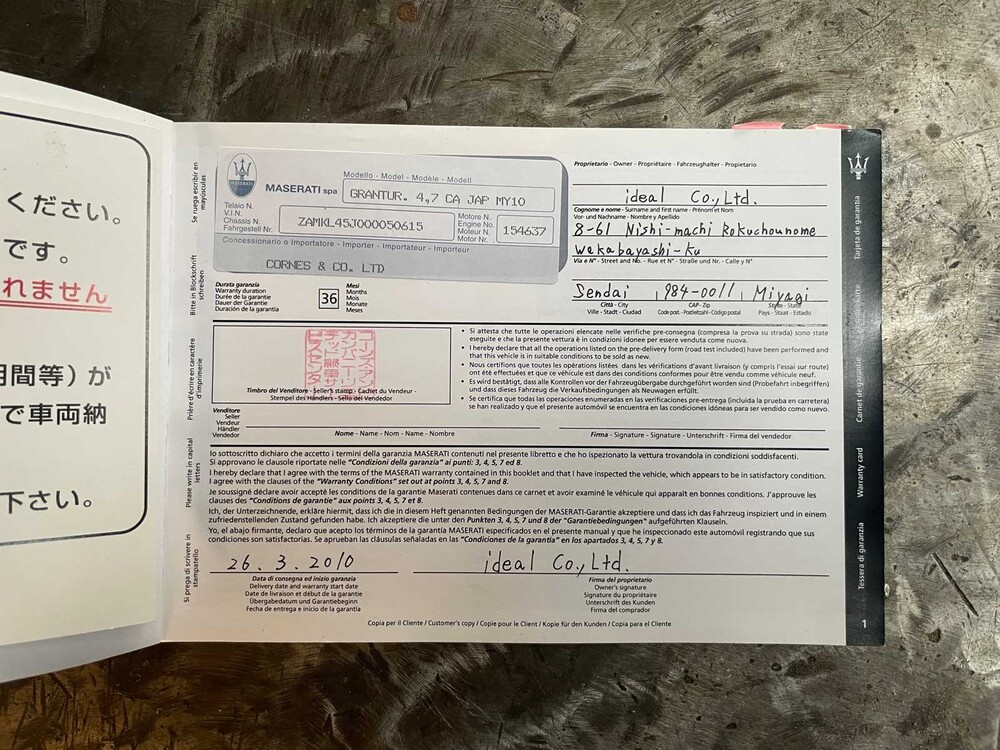 ください。
です。
れません
期間等）が
で車両納
下さい。
Se ruega escribir en mayúsculas
Bitte in Blockschrift schreiben
Prière d'écrire en caractère d'imprimerie
Please write in capital letters
Si prega di scrivere in stampatello
MASERATI spa
Modello - Model - Modèle - Modell
GRANTUR. 4,7 CA JAP MY10
Telaio N.
V.I.N.
Chassis N.
Fahrgestell Nr.
ZAMKL45J000050615
Motore N.
Engine No.
Moteur N.
Motor Nr.
154637
Concessionario o Importatore - Importer - Importateur - Importeur
CORNES & CO. LTD
Proprietario - Owner - Propriétaire - Fahrzeughalter - Propietario
ideal Co.,Ltd.
Cognome e nome - Surname and first name - Prénom et Nom
Vor- und Nachname - Nombre y Apellido
8-61 Nishi-machi Rokuchounome
Wakabayashi-Ku
Via e N° - Street and No. - Rue et N° - Straße und Nr. - Calle y N°
Sendai 984-0011 Miyagi
Città - City
Ville - Stadt - Ciudad
CAP - Zip
Code post. - Postleitzahl - Código postal
Stato - State
Pays - Staat - Estado
Durata garanzia
Warranty duration
Durée de la garantie
Dauer der Garantie
Duración de la garantía
36
Mesi
Months
Mois
Monate
Meses
Timbro del Venditore - Seller's stamp - Cachet du Vendeur -
Stempel des Händlers - Sello del Vendedor
• Si attesta che tutte le operazioni elencate nelle verifiche pre-consegna (compresa la prova su strada) sono state eseguite e che la presente vettura è in condizioni idonee per essere venduta come nuova.
• I hereby declare that all the operations listed on the pre-delivery form (road test included) have been performed and that this vehicle is in suitable conditions to be sold as new.
• Nous certifions que toutes les opérations listées dans les vérifications d'avant livraison (y compris l'essai sur route) ont été effectuées et que ce véhicule est dans des conditions conformes pour être vendu comme véhicule neuf.
• Es wird bestätigt, daß alle Kontrollen vor der Fahrzeugübergabe durchgeführt worden sind (Probefahrt inbegriffen) und dass dieses Fahrzeug die Verkaufsbedingungen als Neuwagen erfüllt.
• Se certifica que todas las operaciones enumeradas en las verificaciones pre-entrega (incluida la prueba en carretera) se han realizado y que el presente automóvil se encuentra en las condiciones idóneas para ser vendido como nuevo.
Venditore
Seller
Vendeur
Händler
Vendedor
Nome - Name - Nom - Name - Nombre
Firma - Signature - Signature - Unterschrift - Firma del vendedor
Io sottoscritto dichiaro che accetto i termini della garanzia MASERATI contenuti nel presente libretto e che ho ispezionato la vettura trovandola in condizioni soddisfacenti.
Si approvano le clausole riportate nelle "Condizioni della garanzia" ai punti: 3, 4, 5, 7 ed 8.
I hereby declare that I agree with the terms of the MASERATI warranty contained in this booklet and that I have inspected the vehicle, which appears to be in satisfactory condition.
I agree with the clauses of the "Warranty Conditions" set out at points 3, 4, 5, 7 and 8.
Je soussigné déclare avoir accepté les conditions de la garantie Maserati contenues dans ce carnet et avoir examiné le véhicule qui apparaît en bonnes conditions. J'approuve les clauses des "Conditions de garantie" aux points 3, 4, 5, 7 et 8.
Ich, der Unterzeichnende, erkläre hiermit, dass ich die in diesem Heft genannten Bedingungen der MASERATI-Garantie akzeptiere und dass ich das Fahrzeug inspiziert und in einem zufriedenstellenden Zustand gefunden habe. Ich akzeptiere die unter den Punkten 3, 4, 5, 7 und 8 der "Garantiebedingungen" aufgeführten Klauseln.
Yo, el abajo firmante, declaro que acepto los términos de la garantía MASERATI especificados en el presente manual y que he inspeccionado este automóvil registrando que sus condiciones son satisfactorias. Se aprueban las cláusulas señaladas en las "Condiciones de la garantía" en los apartados 3, 4, 5, 7 y 8.
26. 3. 2010
ideal Co.,Ltd.
Data di consegna ed inizio garanzia
Delivery date and warranty start date
Date de livraison et début de la garantie
Übergabedatum und Garantiebeginn
Fecha de entrega e inicio de la garantía
Firma del proprietario
Owner's signature
Signature du propriétaire
Unterschrift des Kunden
Firma del comprador
Copia per il Cliente / Customer's copy / Copie pour le Client / Kopie für den Kunden / Copia para el Cliente
Tarjeta de garantía
Carnet de garantie
Warranty card
Tessera di garanzia
1